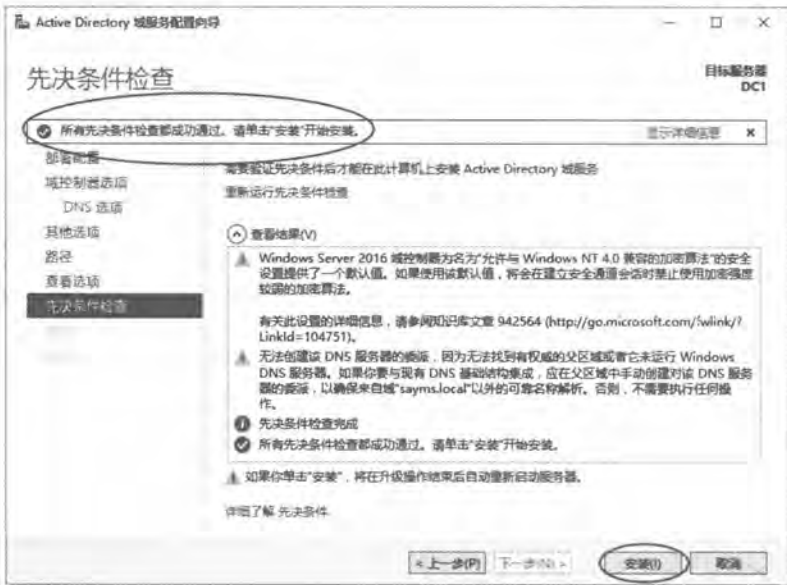 Active Directory 域服务配置向导
先决条件检查
目标服务器
DC1
所有先决条件检查都成功通过。请单击"安装"开始安装。
显示详细信息
部署配置
域控制器选项
DNS 选项
其他选项
路径
查看选项
先决条件检查
需要验证先决条件后才能在此计算机上安装 Active Directory 域服务
重新运行先决条件检查
查看结果(V)
Windows Server 2016 域控制器为名为"允许与 Windows NT 4.0 兼容的加密算法"的安全
设置提供了一个默认值。如果使用该默认值，将会在建立安全通道会话时禁止使用加密强度
较弱的加密算法。
有关此设置的详细信息，请参阅知识库文章 942564 (http://go.microsoft.com/fwlink/?
LinkId=104751)。
无法创建该 DNS 服务器的委派，因为无法找到有权威的父区域或者它未运行 Windows
DNS 服务器。如果你要与现有 DNS 基础结构集成，应在父区域中手动创建对该 DNS 服务
器的委派，以确保来自域"sayms.local"以外的可靠名称解析。否则，不需要执行任何操
作。
先决条件检查完成
所有先决条件检查都成功通过。请单击"安装"开始安装。
如果你单击"安装"，将在升级操作结束后自动重新启动服务器。
详细了解 先决条件
< 上一步(P)
下一步(N) >
安装(I)
取消